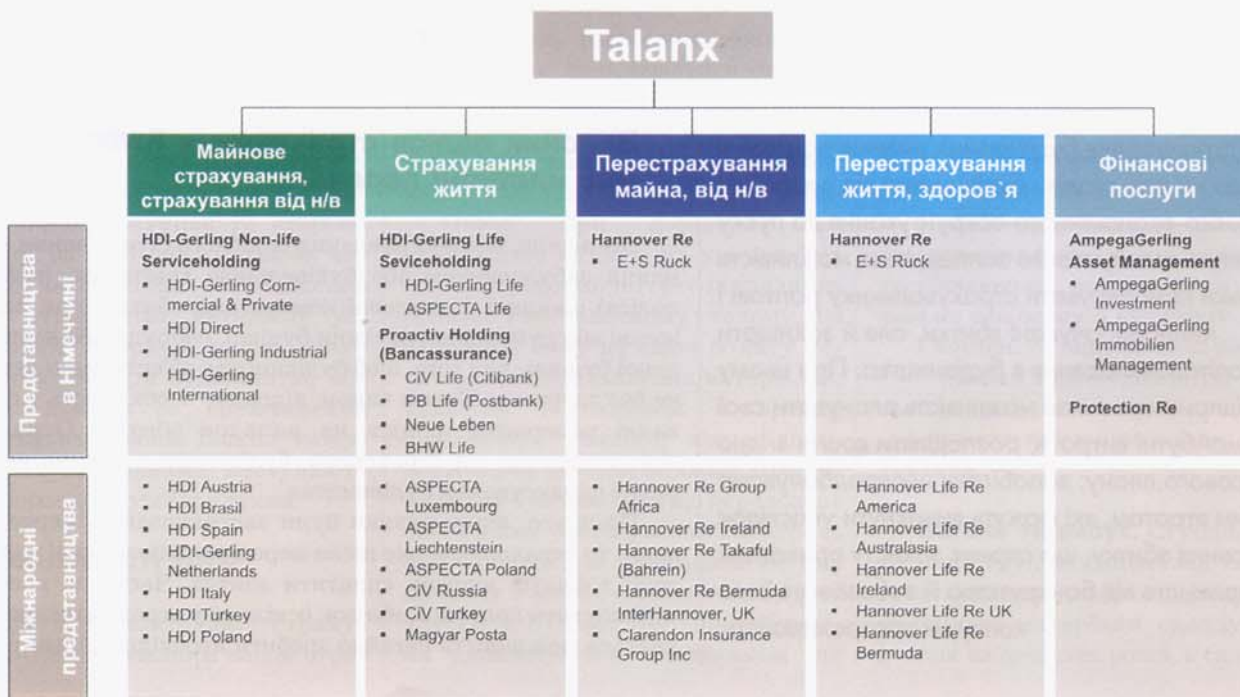 Talanx
Майнове
страхування,
страхування від н/в
Страхування
життя
Перестрахування
майна, від н/в
Перестрахування
життя, здоров`я
Фінансові
послуги
Представництва
в Німеччині
HDI-Gerling Non-life
Serviceholding
▪ HDI-Gerling Com-
mercial & Private
▪ HDI Direct
▪ HDI-Gerling Industrial
▪ HDI-Gerling
International
HDI-Gerling Life
Seviceholding
▪ HDI-Gerling Life
▪ ASPECTA Life
Proactiv Holding
(Bancassurance)
▪ CiV Life (Citibank)
▪ PB Life (Postbank)
▪ Neue Leben
▪ BHW Life
Hannover Re
▪ E+S Ruck
Hannover Re
▪ E+S Ruck
AmpegaGerling
Asset Management
▪ AmpegaGerling
Investment
▪ AmpegaGerling
Immobilien
Management
Protection Re
Міжнародні
представництва
▪ HDI Austria
▪ HDI Brasil
▪ HDI Spain
▪ HDI-Gerling
Netherlands
▪ HDI Italy
▪ HDI Turkey
▪ HDI Poland
▪ ASPECTA
Luxembourg
▪ ASPECTA
Liechtenstein
▪ ASPECTA Poland
▪ CiV Russia
▪ CiV Turkey
▪ Magyar Posta
▪ Hannover Re Group
Africa
▪ Hannover Re Ireland
▪ Hannover Re Takaful
(Bahrein)
▪ Hannover Re Bermuda
▪ InterHannover, UK
▪ Clarendon Insurance
Group Inc
▪ Hannover Life Re
America
▪ Hannover Life Re
Australasia
▪ Hannover Life Re
Ireland
▪ Hannover Life Re UK
▪ Hannover Life Re
Bermuda